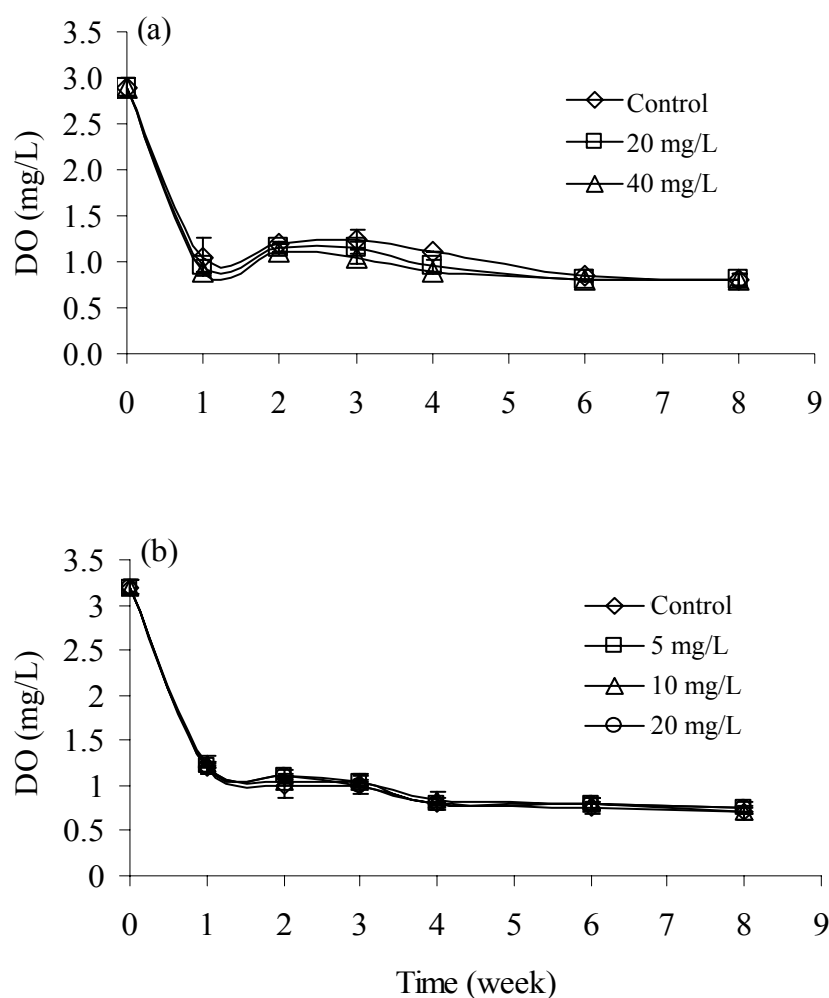 (a)
3.5
3.0
2.5
2.0
1.5
1.0
0.5
0.0
DO (mg/L)
Control
20 mg/L
40 mg/L
0 1 2 3 4 5 6 7 8 9
(b)
3.5
3
2.5
2
1.5
1
0.5
0
DO (mg/L)
Control
5 mg/L
10 mg/L
20 mg/L
0 1 2 3 4 5 6 7 8 9
Time (week)